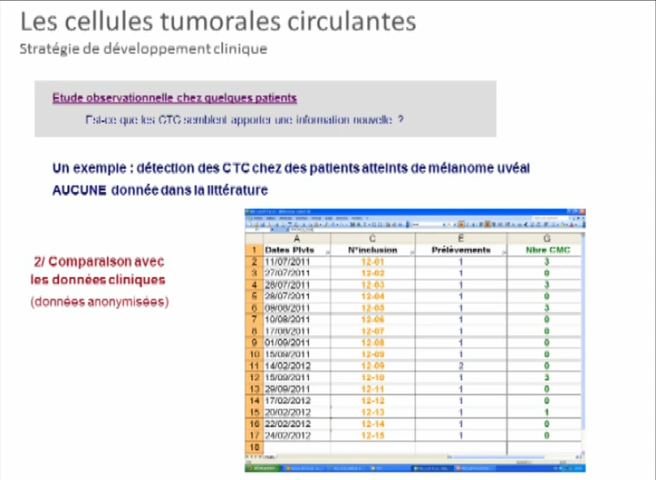 Les cellules tumorales circulantes
Stratégie de développement clinique
Etude observationnelle chez quelques patients
Est-ce que les CTC semblent apporter une information nouvelle ?
Un exemple : détection des CTC chez des patients atteints de mélanome uvéal
AUCUNE donnée dans la littérature
2/ Comparaison avec
les données cliniques
(données anonymisées)
A C E G
1 Dates Plvts N°inclusion Prélèvements Nbre CMC
2 11/07/2011 12-01 1 3
3 27/07/2011 12-02 1 0
4 28/07/2011 12-03 1 3
5 28/07/2011 12-04 1 0
6 09/08/2011 12-05 1 3
7 10/08/2011 12-06 1 0
8 17/08/2011 12-07 1 0
9 01/09/2011 12-08 1 0
10 15/09/2011 12-09 1 0
11 14/02/2012 12-09 2 0
12 15/09/2011 12-10 1 3
13 29/09/2011 12-11 1 0
14 17/02/2012 12-12 1 0
15 20/02/2012 12-13 1 1
16 22/02/2012 12-14 1 0
17 24/02/2012 12-15 1 0
18